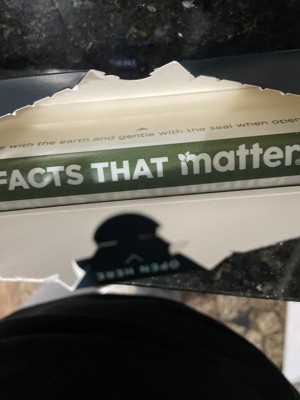 with the earth and gentle with the seal when open
FACTS THAT matter.
OPEN HERE